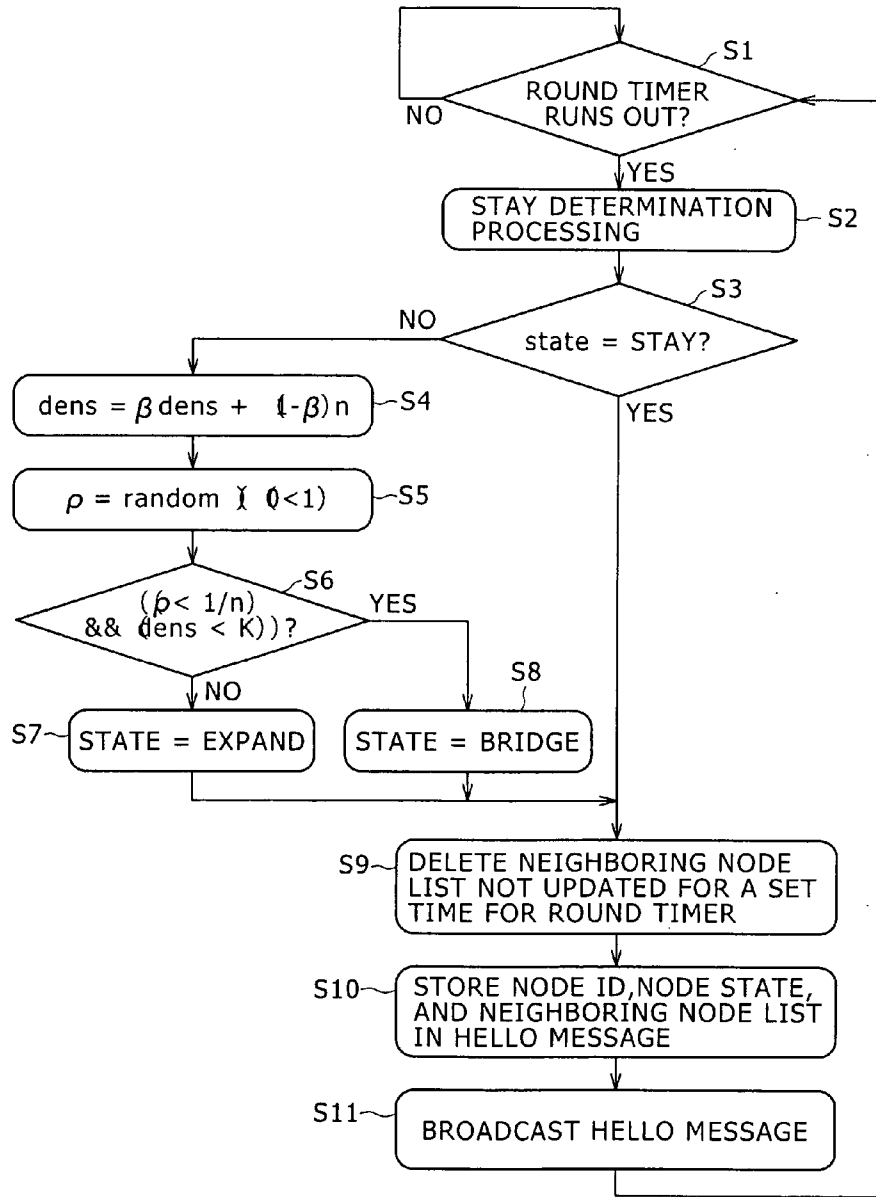 S1
ROUND TIMER
RUNS OUT?
NO
YES
STAY DETERMINATION
PROCESSING
S2
S3
NO
state = STAY?
YES
dens = β dens + (1-β)n
S4
ρ = random () (0<1)
S5
S6
((ρ< 1/n)
&& (dens < K))?
YES
NO
S8
S7
STATE = EXPAND
STATE = BRIDGE
S9
DELETE NEIGHBORING NODE
LIST NOT UPDATED FOR A SET
TIME FOR ROUND TIMER
S10
STORE NODE ID,NODE STATE,
AND NEIGHBORING NODE LIST
IN HELLO MESSAGE
S11
BROADCAST HELLO MESSAGE